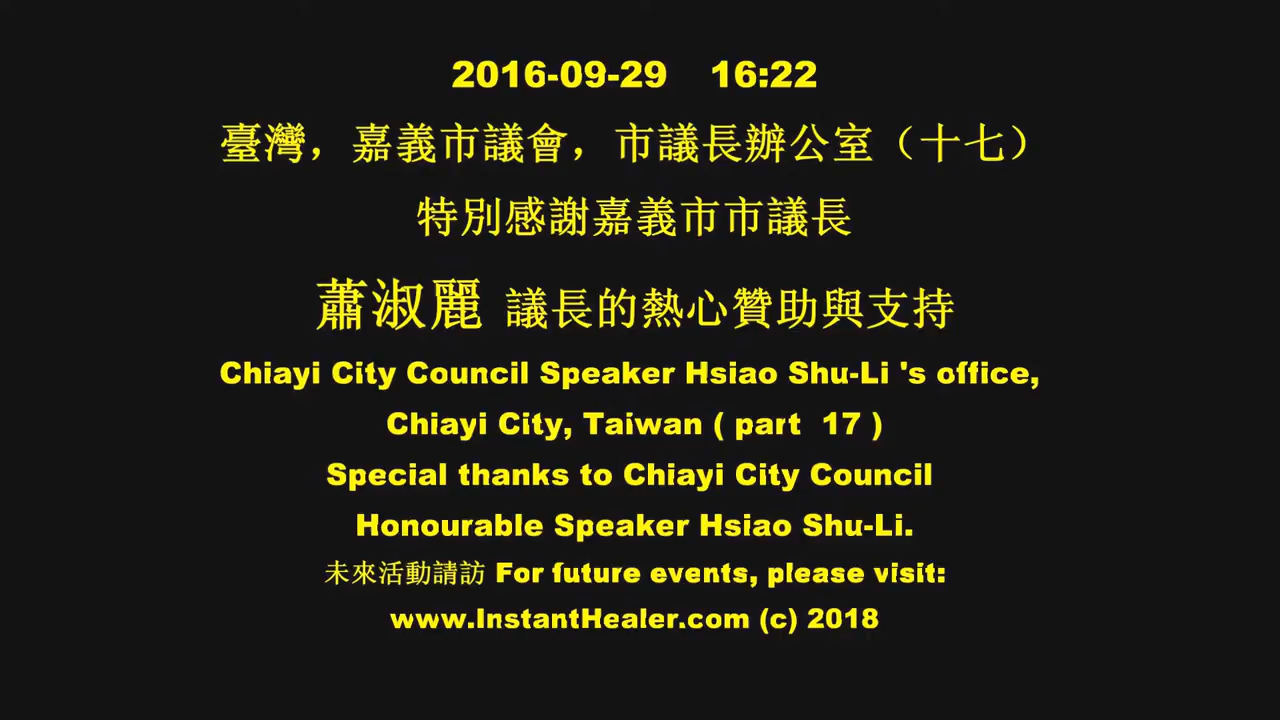 2016-09-29 16:22
臺灣，嘉義市議會，市議長辦公室（十七）
特別感謝嘉義市市議長
蕭淑麗 議長的熱心贊助與支持
Chiayi City Council Speaker Hsiao Shu-Li 's office,
Chiayi City, Taiwan ( part 17 )
Special thanks to Chiayi City Council
Honourable Speaker Hsiao Shu-Li.
未來活動請訪 For future events, please visit:
www.InstantHealer.com (c) 2018